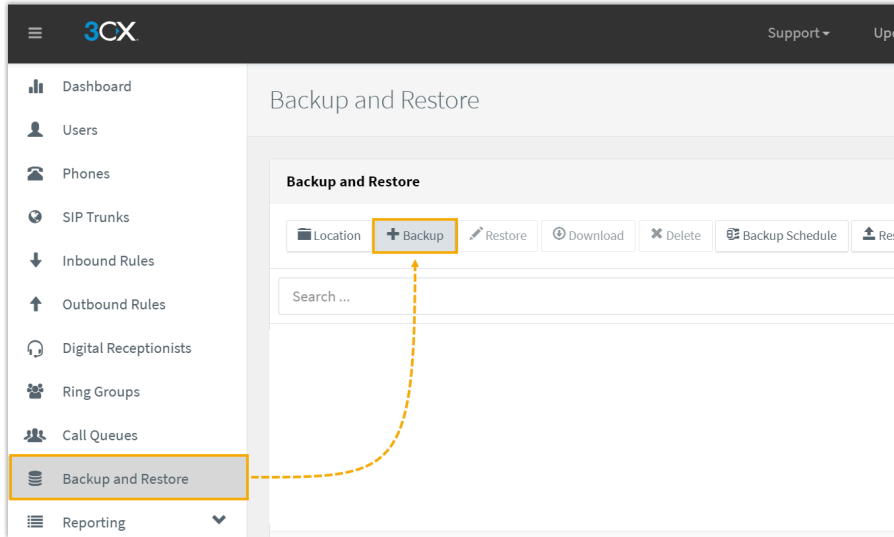 3CX
Support
Dashboard
Users
Phones
SIP Trunks
Inbound Rules
Outbound Rules
Digital Receptionists
Ring Groups
Call Queues
Backup and Restore
Reporting
Backup and Restore
Backup and Restore
Location Backup Restore Download Delete Backup Schedule
Search ...